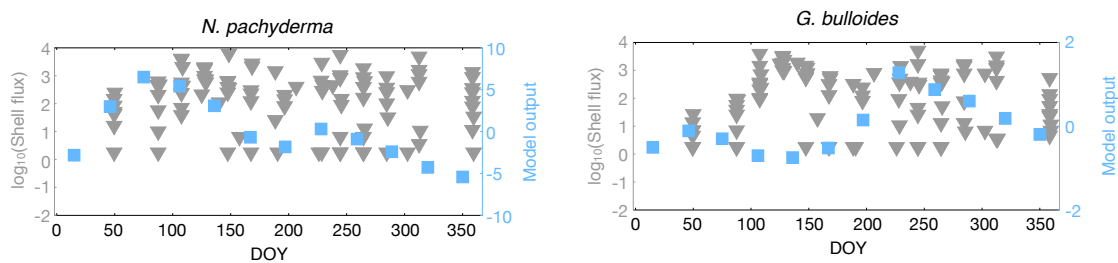 N. pachyderma
log10(Shell flux)
4
3
2
1
0
-1
-2
10
5
0
-5
-10
Model output
0 50 100 150 200 250 300 350
DOY
G. bulloides
log10(Shell flux)
4
3
2
1
0
-1
-2
2
0
-2
Model output
0 50 100 150 200 250 300 350
DOY